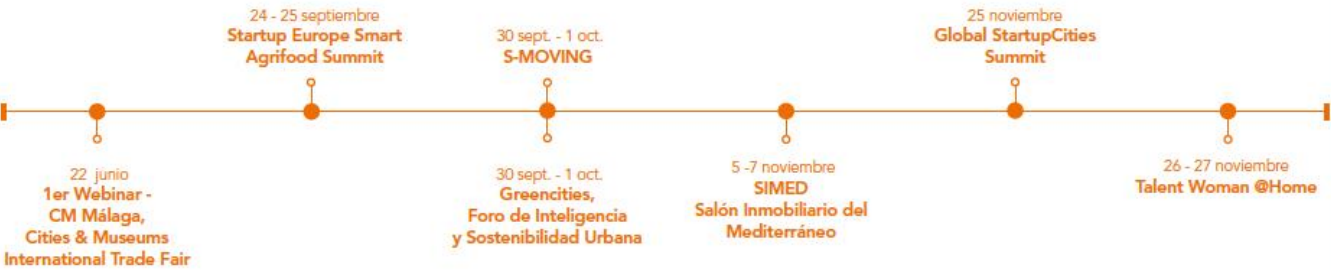 24 - 25 septiembre
Startup Europe Smart
Agrifood Summit
30 sept. - 1 oct.
S-MOVING
25 noviembre
Global StartupCities
Summit
22 junio
1er Webinar -
CM Málaga,
Cities & Museums
International Trade Fair
30 sept. - 1 oct.
Greencities,
Foro de Inteligencia
y Sostenibilidad Urbana
5 -7 noviembre
SIMED
Salón Inmobiliario del
Mediterráneo
26 - 27 noviembre
Talent Woman @Home